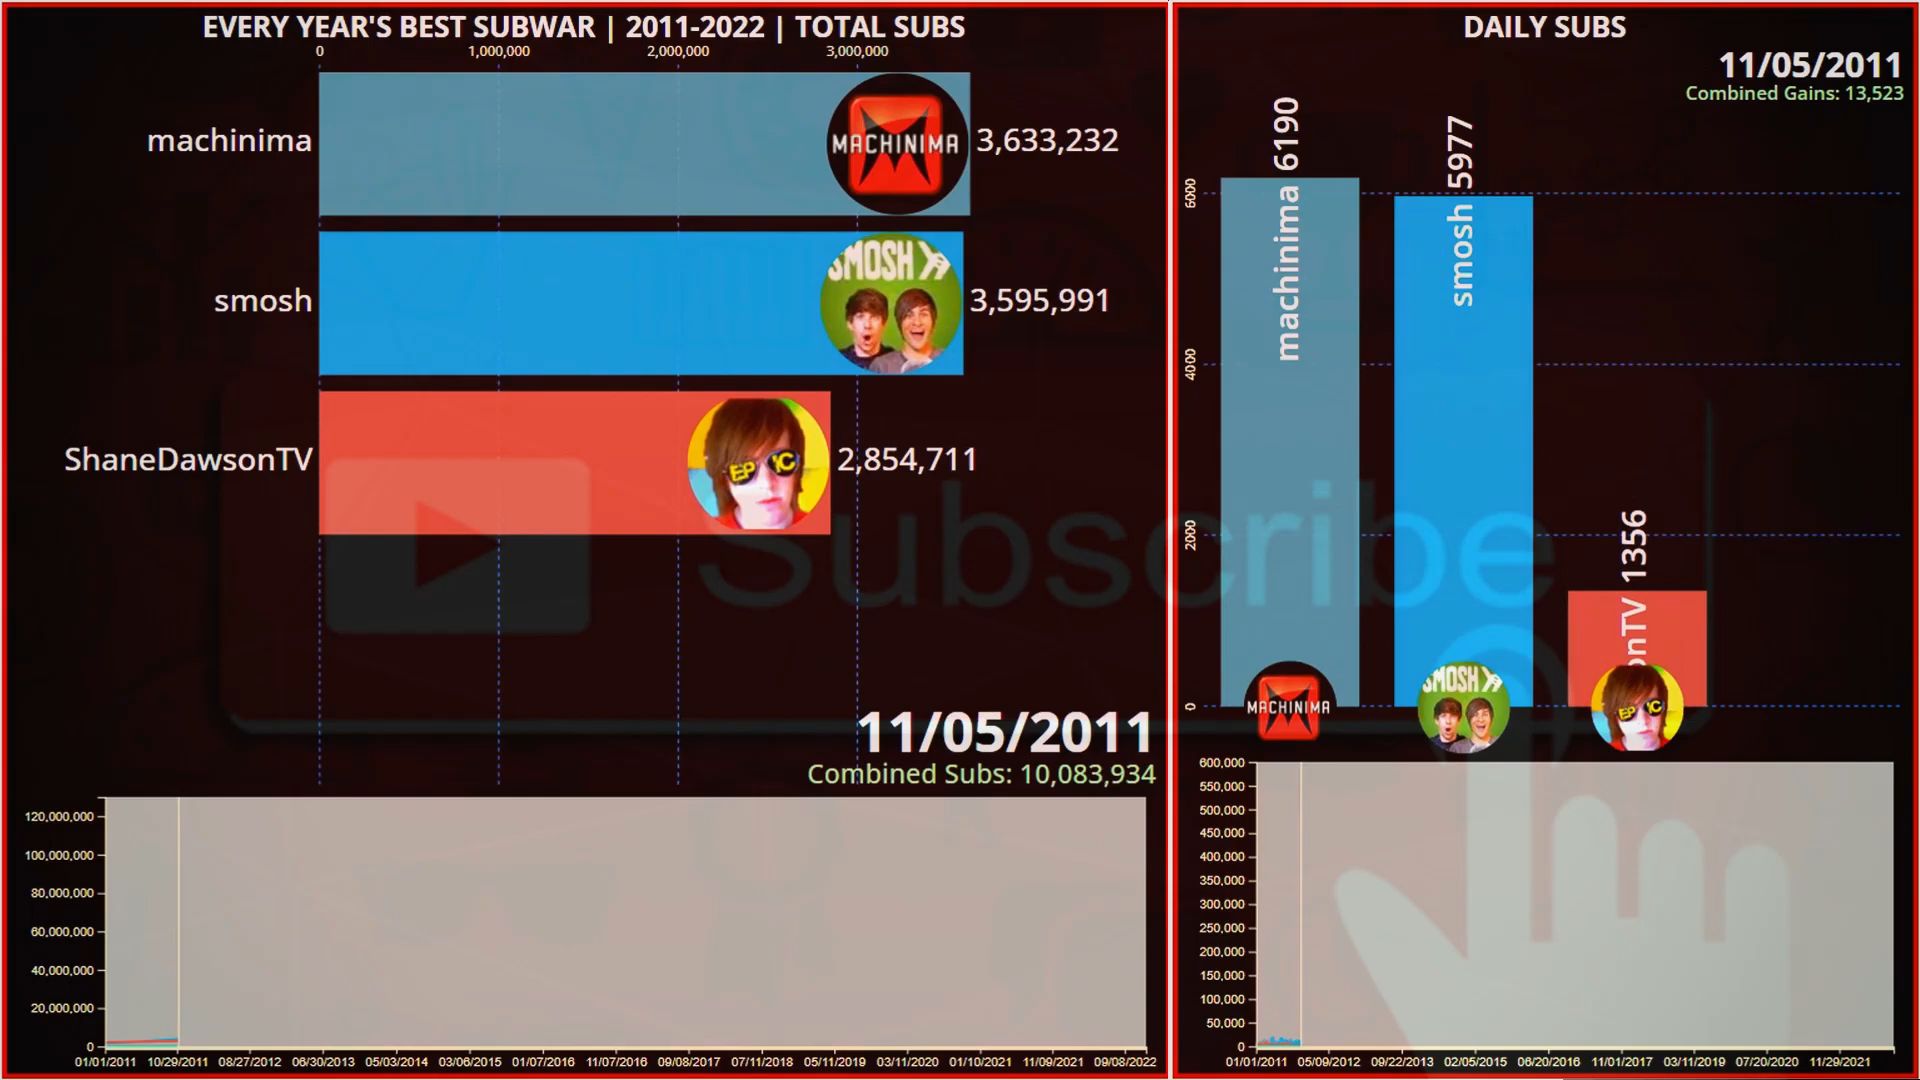 EVERY YEAR'S BEST SUBWAR | 2011-2022 | TOTAL SUBS
0 1,000,000 2,000,000 3,000,000
machinima MACHINIMA 3,633,232
smosh SMOSH 3,595,991
ShaneDawsonTV EPIC 2,854,711
Subscribe
11/05/2011
Combined Subs: 10,083,934
120,000,000
100,000,000
80,000,000
60,000,000
40,000,000
20,000,000
0
01/01/2011 10/29/2011 08/27/2012 06/30/2013 05/03/2014 03/06/2015 01/07/2016 11/07/2016 09/08/2017 07/11/2018 05/11/2019 03/11/2020 01/10/2021 11/09/2021 09/08/2022
DAILY SUBS
11/05/2011
Combined Gains: 13,523
6000
4000
2000
0
machinima 6190
smosh 5977
onTV 1356
MACHINIMA
SMOSH
EPIC
600,000
550,000
500,000
450,000
400,000
350,000
300,000
250,000
200,000
150,000
100,000
50,000
0
01/01/2011 05/09/2012 09/22/2013 02/05/2015 06/20/2016 11/01/2017 03/11/2019 07/20/2020 11/29/2021